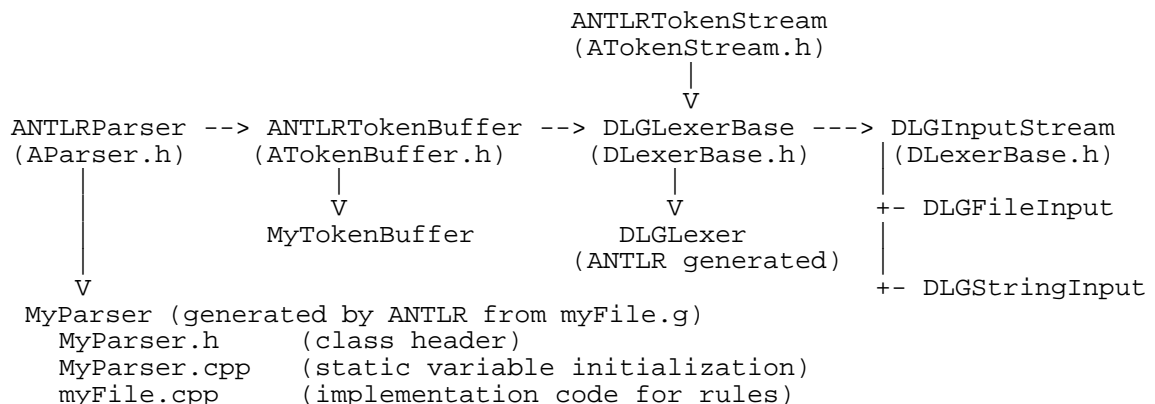 ANTLRTokenStream
(ATokenStream.h)
|
V
ANTLRParser --> ANTLRTokenBuffer --> DLGLexerBase ---> DLGInputStream
(AParser.h) (ATokenBuffer.h) (DLexerBase.h) |(DLexerBase.h)
| | | |
| V V +- DLGFileInput
| MyTokenBuffer DLGLexer |
| (ANTLR generated) |
V +- DLGStringInput
MyParser (generated by ANTLR from myFile.g)
MyParser.h (class header)
MyParser.cpp (static variable initialization)
myFile.cpp (implementation code for rules)